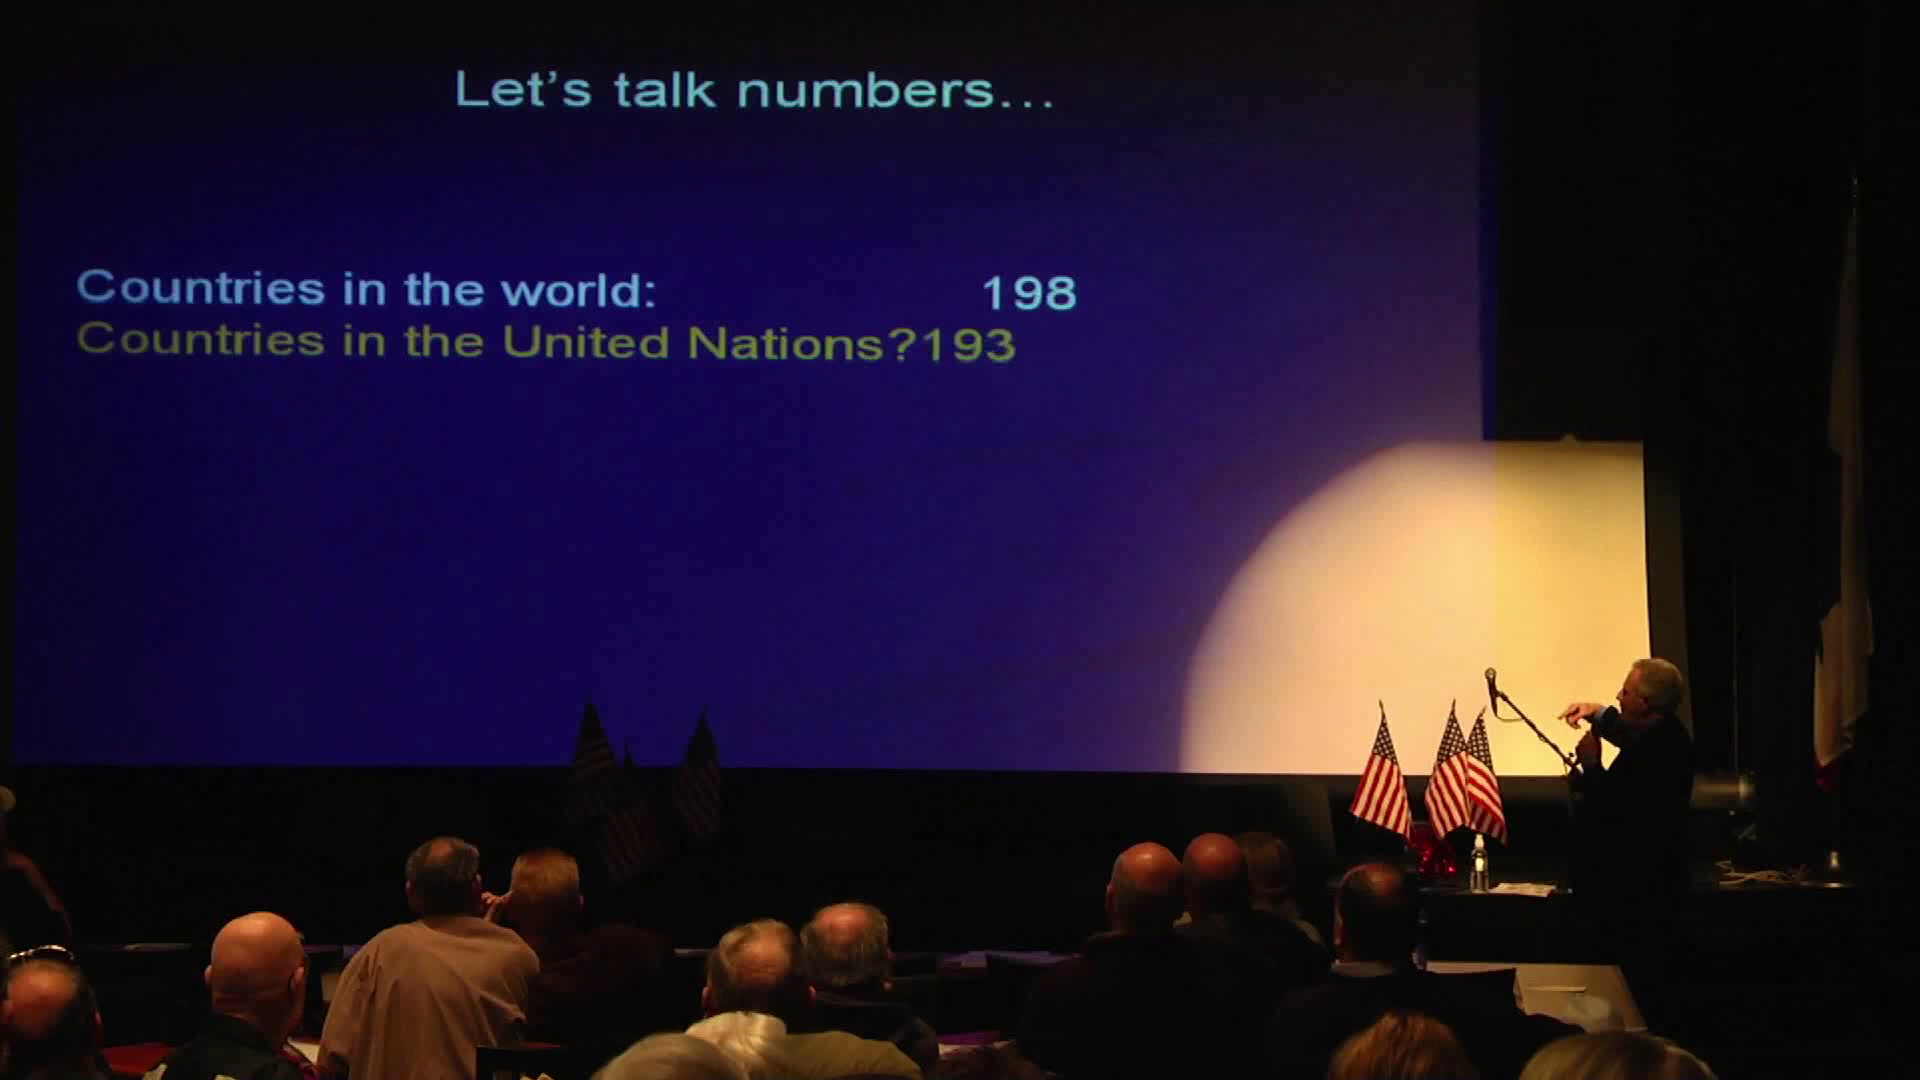 Let's talk numbers...
Countries in the world: 198
Countries in the United Nations?193